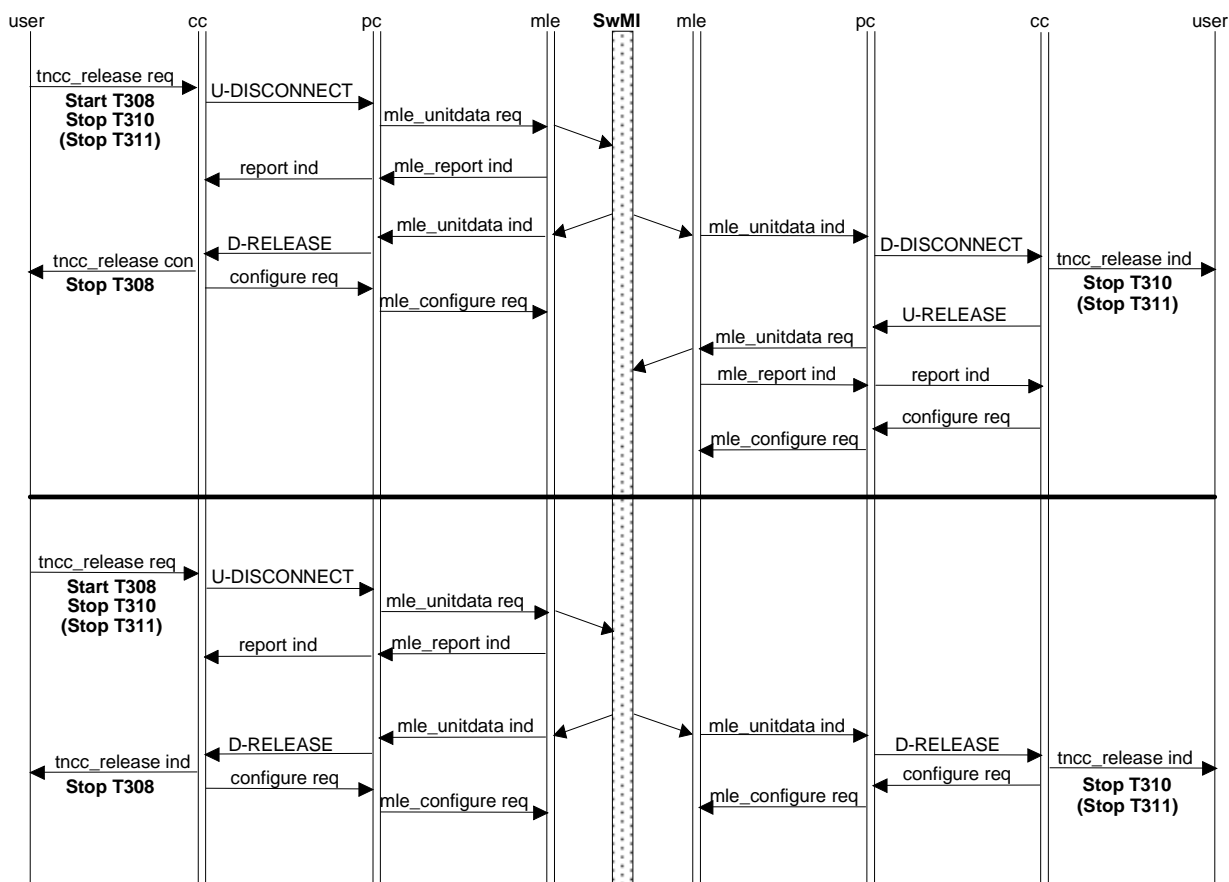 user cc pc mle SwMI mle pc cc user
tncc_release req
Start T308
Stop T310
(Stop T311)
U-DISCONNECT
mle_unitdata req
report ind
mle_report ind
mle_unitdata ind
mle_unitdata ind
D-RELEASE
D-DISCONNECT
tncc_release con
tncc_release ind
Stop T308
configure req
Stop T310
(Stop T311)
mle_configure req
U-RELEASE
mle_unitdata req
mle_report ind
report ind
configure req
mle_configure req
tncc_release req
Start T308
Stop T310
(Stop T311)
U-DISCONNECT
mle_unitdata req
report ind
mle_report ind
mle_unitdata ind
mle_unitdata ind
D-RELEASE
D-RELEASE
tncc_release ind
tncc_release ind
Stop T308
configure req
configure req
Stop T310
(Stop T311)
mle_configure req
mle_configure req